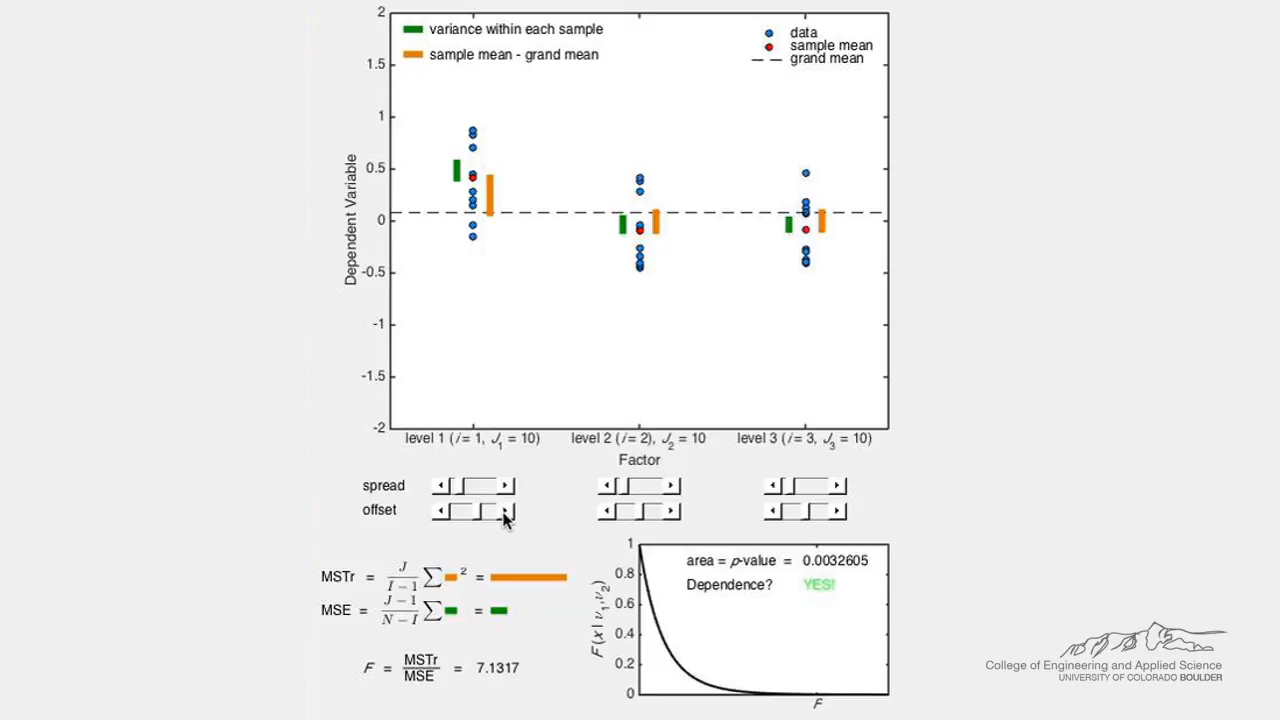 2
variance within each sample
data
sample mean
sample mean - grand mean
grand mean
1.5
1
0.5
0
-0.5
-1
-1.5
-2
Dependent Variable
level 1 (i = 1, J1 = 10)
level 2 (i = 2), J2 = 10
level 3 (i = 3, J3 = 10)
Factor
spread
offset
MSTr = J / I − 1 ∑ 2 =
MSE = J − 1 / N − I ∑ =
F = MSTr / MSE = 7.1317
1
0.8
0.6
0.4
0.2
0
F(x | ν1,ν2)
area = p-value = 0.0032605
Dependence? YES!
F
College of Engineering and Applied Science
UNIVERSITY OF COLORADO BOULDER